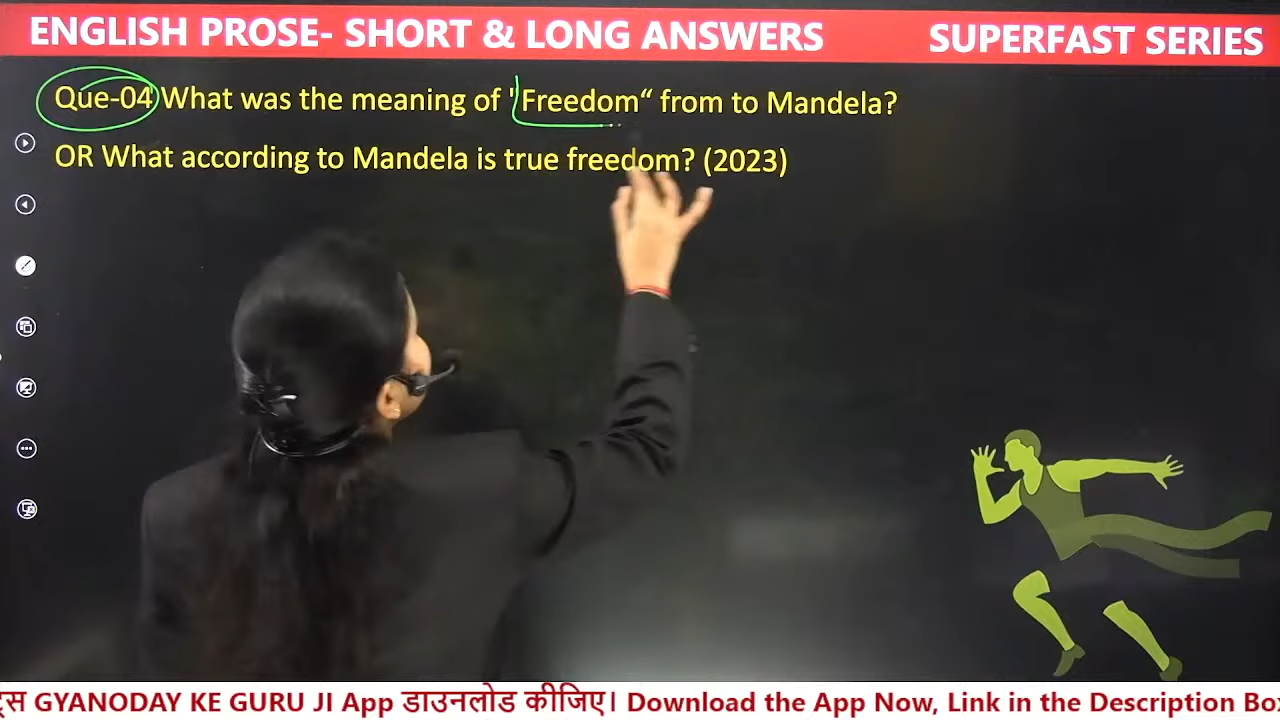 ENGLISH PROSE- SHORT & LONG ANSWERS SUPERFAST SERIES
Que-04 What was the meaning of "Freedom“ from to Mandela?
OR What according to Mandela is true freedom? (2023)
GYANODAY KE GURU JI App डाउनलोड कीजिए। Download the App Now, Link in the Description